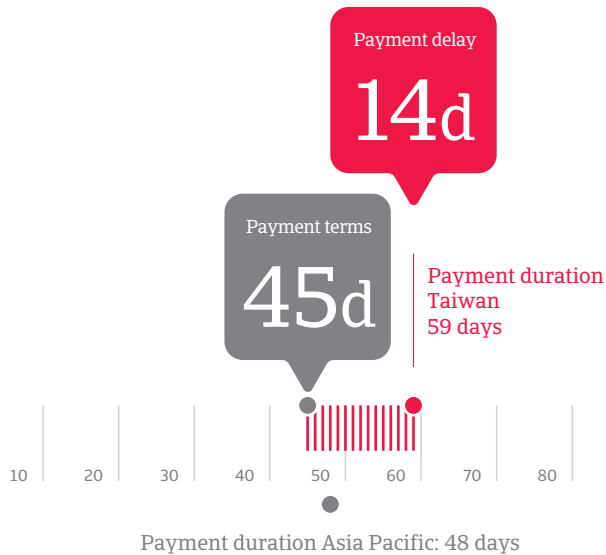 Payment delay
14d
Payment terms
45d
Payment duration
Taiwan
59 days
10 20 30 40 50 60 70 80
Payment duration Asia Pacific: 48 days